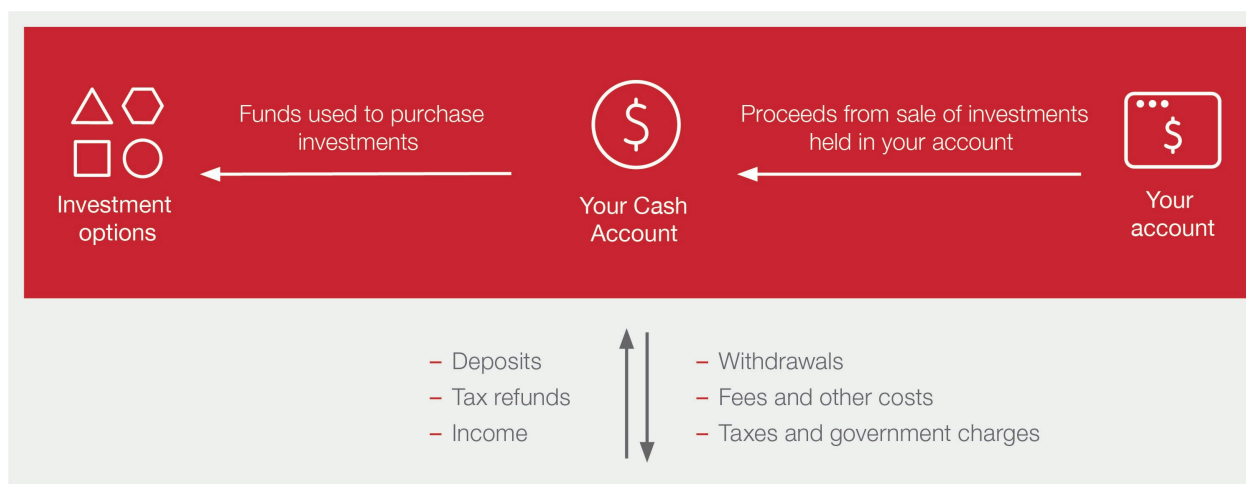 Funds used to purchase
investments
Proceeds from sale of investments
held in your account
$
$
Investment
options
Your Cash
Account
Your
account
– Deposits
– Tax refunds
– Income
– Withdrawals
– Fees and other costs
– Taxes and government charges